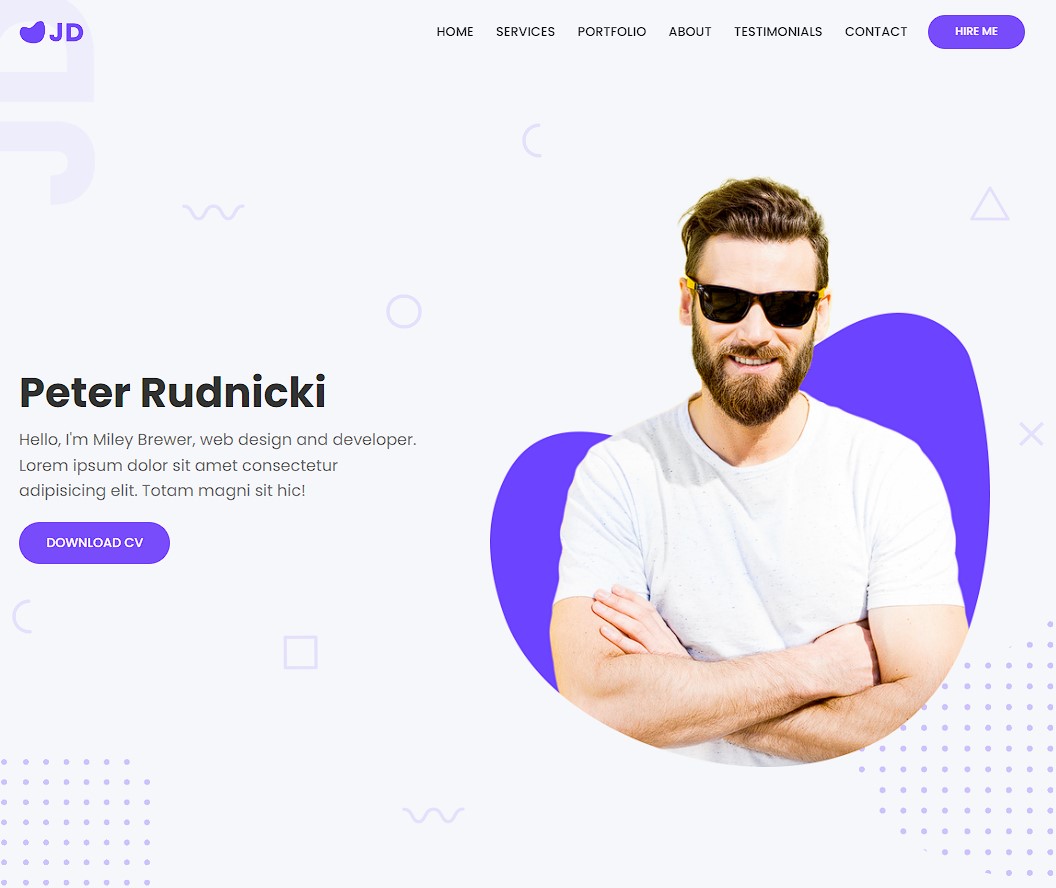 JD
HOME SERVICES PORTFOLIO ABOUT TESTIMONIALS CONTACT HIRE ME
JD
Peter Rudnicki
Hello, I'm Miley Brewer, web design and developer.
Lorem ipsum dolor sit amet consectetur
adipisicing elit. Totam magni sit hic!
DOWNLOAD CV